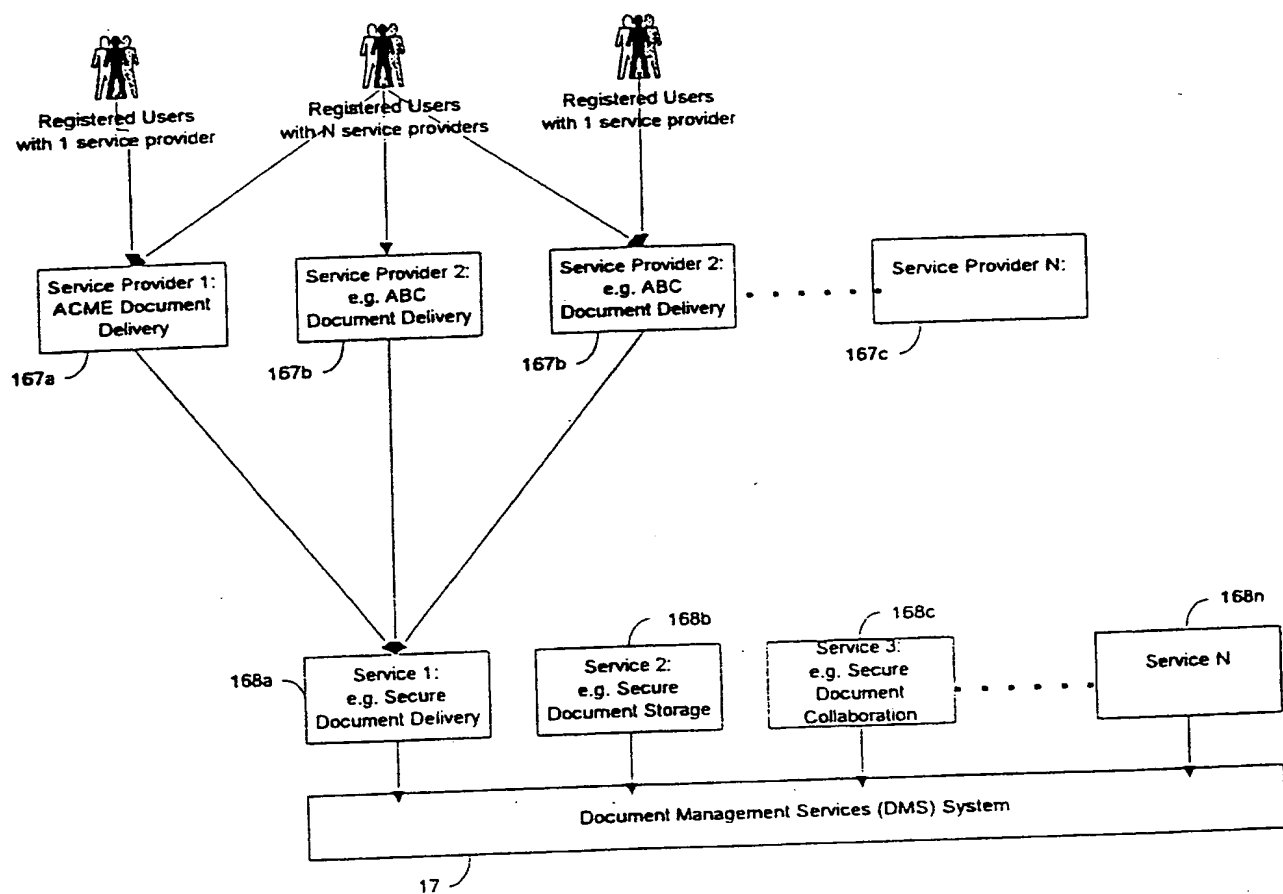 Registered Users
with 1 service provider
Registered Users
with N service providers
Registered Users
with 1 service provider
Service Provider 1:
ACME Document
Delivery
Service Provider 2:
e.g. ABC
Document Delivery
Service Provider 2:
e.g. ABC
Document Delivery
Service Provider N:
167a
167b
167b
167c
168a
168b
168c
168n
Service 1:
e.g. Secure
Document Delivery
Service 2:
e.g. Secure
Document Storage
Service 3:
e.g. Secure
Document
Collaboration
Service N
Document Management Services (DMS) System
17